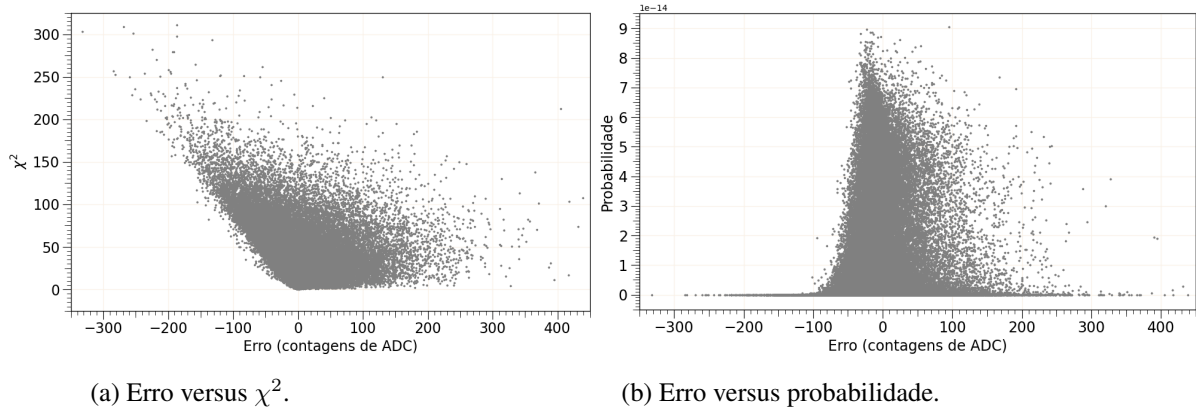 300
250
200
150
100
50
0
χ²
−300 −200 −100 0 100 200 300 400
Erro (contagens de ADC)
(a) Erro versus χ².
1e−14
9
8
7
6
5
4
3
2
1
0
Probabilidade
−300 −200 −100 0 100 200 300 400
Erro (contagens de ADC)
(b) Erro versus probabilidade.